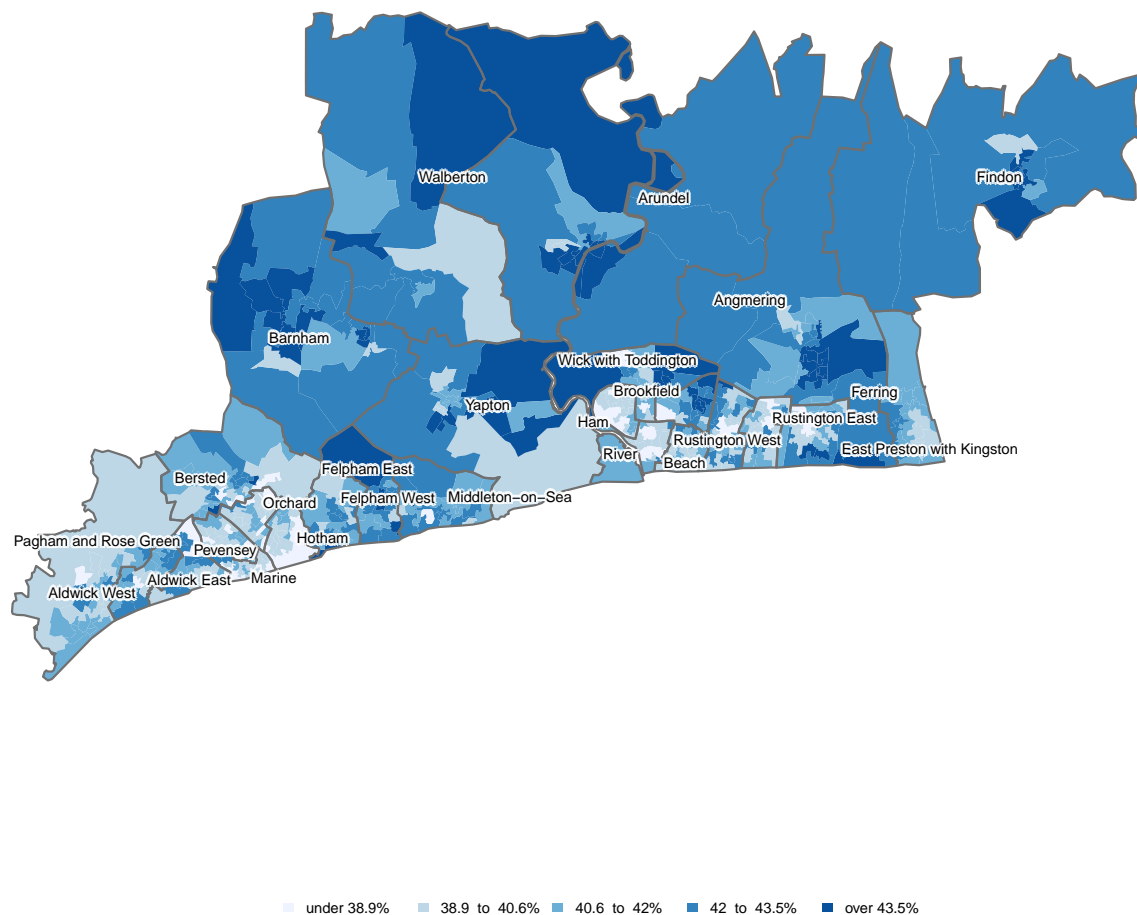 Walberton
Findon
Arundel
Angmering
Barnham
Wick with Toddington
Brookfield
Ferring
Yapton
Rustington East
Ham
Rustington West
East Preston with Kingston
River
Beach
Felpham East
Bersted
Felpham West
Middleton−on−Sea
Orchard
Hotham
Pagham and Rose Green
Pevensey
Aldwick East
Marine
Aldwick West
under 38.9% 38.9 to 40.6% 40.6 to 42% 42 to 43.5% over 43.5%